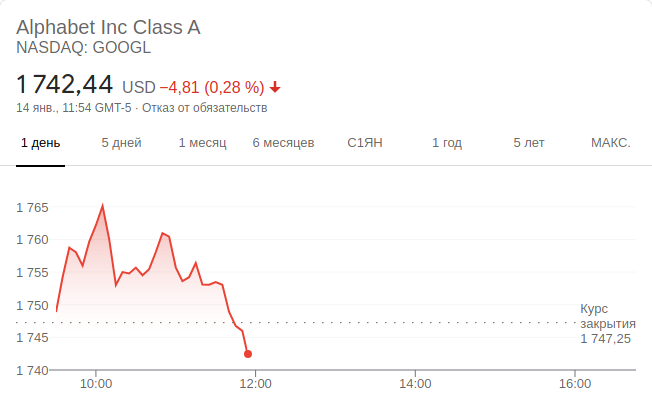 Alphabet Inc Class A
NASDAQ: GOOGL
1 742,44 USD −4,81 (0,28 %)
14 янв., 11:54 GMT-5 · Отказ от обязательств
1 день 5 дней 1 месяц 6 месяцев С1ЯН 1 год 5 лет МАКС.
1 765
1 760
1 755
1 750
1 745
1 740
Курс
закрытия
1 747,25
10:00 12:00 14:00 16:00